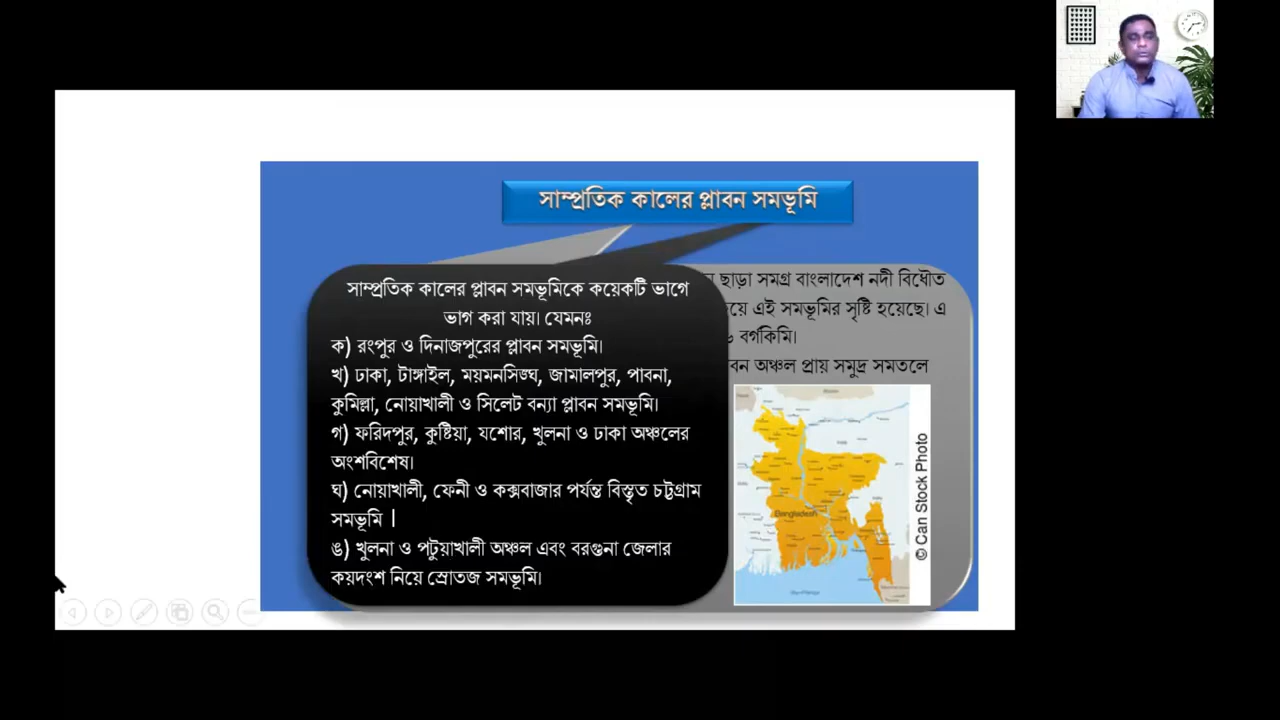 সাম্প্রতিক কালের প্লাবন সমভূমি
সাম্প্রতিক কালের প্লাবন সমভূমিকে কয়েকটি ভাগে
ভাগ করা যায়। যেমনঃ
ক) রংপুর ও দিনাজপুরের প্লাবন সমভূমি।
খ) ঢাকা, টাঙ্গাইল, ময়মনসিঙ্ঘ, জামালপুর, পাবনা,
কুমিল্লা, নোয়াখালী ও সিলেট বন্যা প্লাবন সমভূমি।
গ) ফরিদপুর, কুষ্টিয়া, যশোর, খুলনা ও ঢাকা অঞ্চলের
অংশবিশেষ।
ঘ) নোয়াখালী, ফেনী ও কক্সবাজার পর্যন্ত বিস্তৃত চট্টগ্রাম
সমভূমি |
ঙ) খুলনা ও পটুয়াখালী অঞ্চল এবং বরগুনা জেলার
কয়দংশ নিয়ে স্রোতজ সমভূমি।
ছাড়া সমগ্র বাংলাদেশ নদী বিধৌত
এই সমভূমির সৃষ্টি হয়েছে। এ
বর্গকিমি।
অঞ্চল প্রায় সমুদ্র সমতলে
Bangladesh
© Can Stock Photo